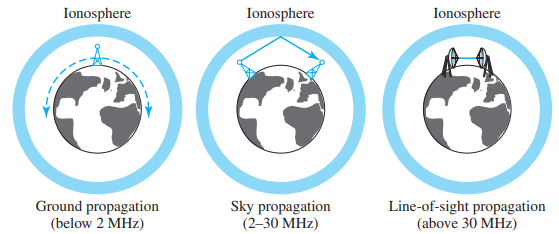 Ionosphere
Ionosphere
Ionosphere
Ground propagation
(below 2 MHz)
Sky propagation
(2–30 MHz)
Line-of-sight propagation
(above 30 MHz)